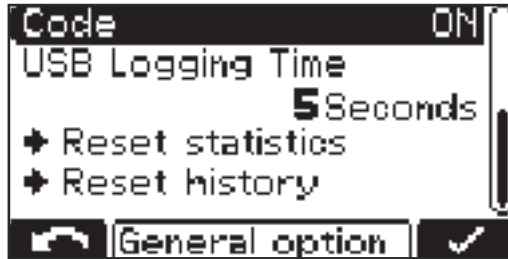 Code ON
USB Logging Time
5 Seconds
Reset statistics
Reset history
General option